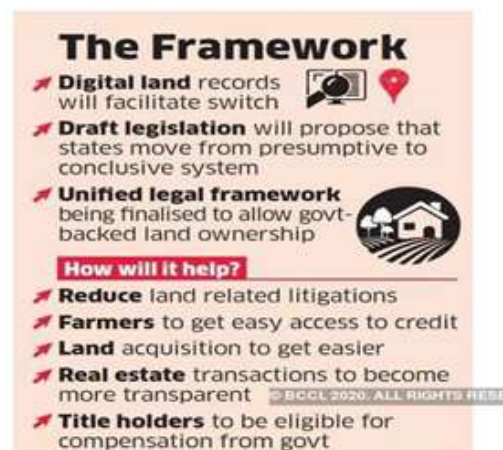 The Framework
Digital land records
will facilitate switch
Draft legislation will propose that
states move from presumptive to
conclusive system
Unified legal framework
being finalised to allow govt-
backed land ownership
How will it help?
Reduce land related litigations
Farmers to get easy access to credit
Land acquisition to get easier
Real estate transactions to become
more transparent
© BCCL 2020. ALL RIGHTS RESE
Title holders to be eligible for
compensation from govt